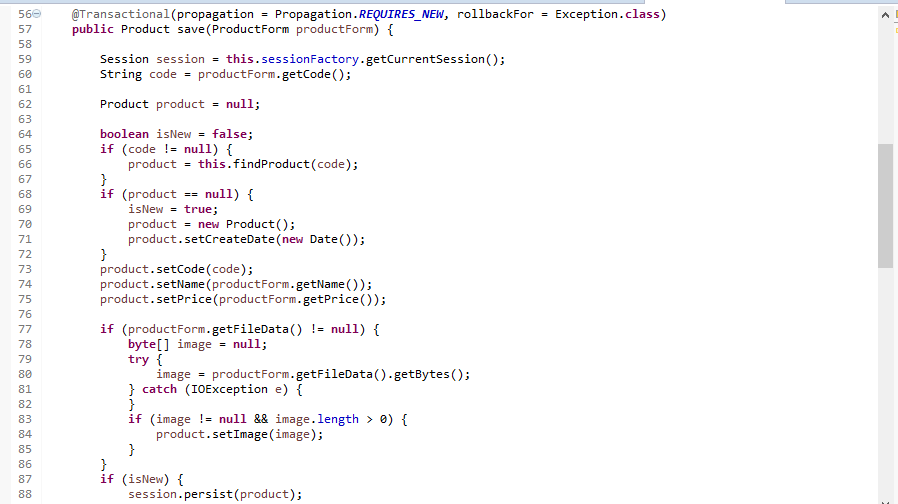 56 @Transactional(propagation = Propagation.REQUIRES_NEW, rollbackFor = Exception.class)
57 public Product save(ProductForm productForm) {
58
59 Session session = this.sessionFactory.getCurrentSession();
60 String code = productForm.getCode();
61
62 Product product = null;
63
64 boolean isNew = false;
65 if (code != null) {
66 product = this.findProduct(code);
67 }
68 if (product == null) {
69 isNew = true;
70 product = new Product();
71 product.setCreateDate(new Date());
72 }
73 product.setCode(code);
74 product.setName(productForm.getName());
75 product.setPrice(productForm.getPrice());
76
77 if (productForm.getFileData() != null) {
78 byte[] image = null;
79 try {
80 image = productForm.getFileData().getBytes();
81 } catch (IOException e) {
82 }
83 if (image != null && image.length > 0) {
84 product.setImage(image);
85 }
86 }
87 if (isNew) {
88 session.persist(product);